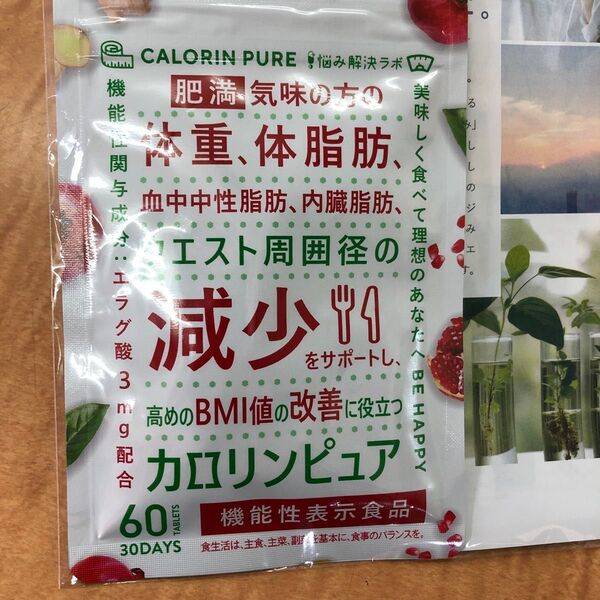 CALORIN PURE
悩み解決ラボ
肥満気味の方の
体重、体脂肪、
血中中性脂肪、内臓脂肪、
ウエスト周囲径の
減少
をサポートし、
高めのBMI値の改善に役立つ
カロリンピュア
60 TABLETS
30DAYS
機能性表示食品
食生活は、主食、主菜、副菜を基本に、食事のバランスを。
機能性関与成分:エラグ酸3mg配合
美味しく食べて理想のあなたへ BE HAPPY